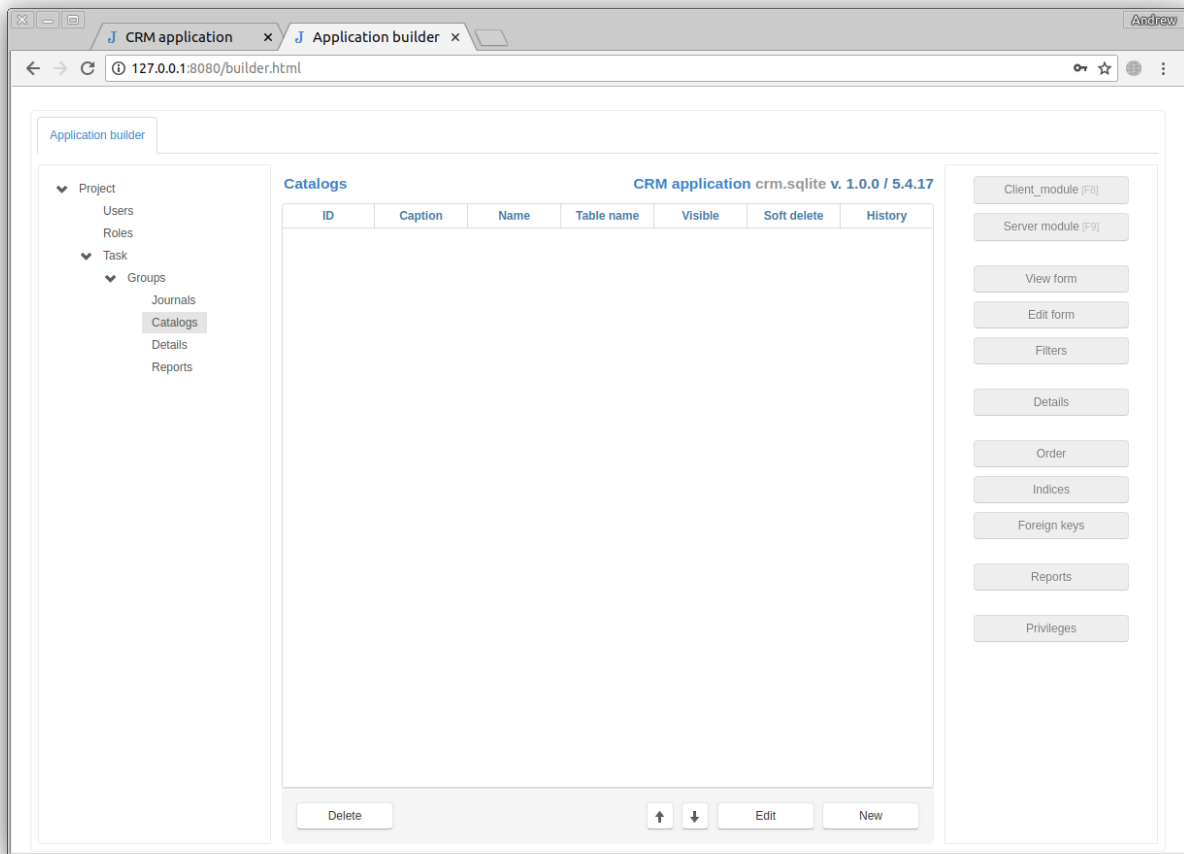 Andrew
J CRM application × J Application builder ×
127.0.0.1:8080/builder.html
Application builder
Project
Users
Roles
Task
Groups
Journals
Catalogs
Details
Reports
Catalogs CRM application crm.sqlite v. 1.0.0 / 5.4.17
ID Caption Name Table name Visible Soft delete History
Delete Edit New
Client_module [F8]
Server module [F9]
View form
Edit form
Filters
Details
Order
Indices
Foreign keys
Reports
Privileges